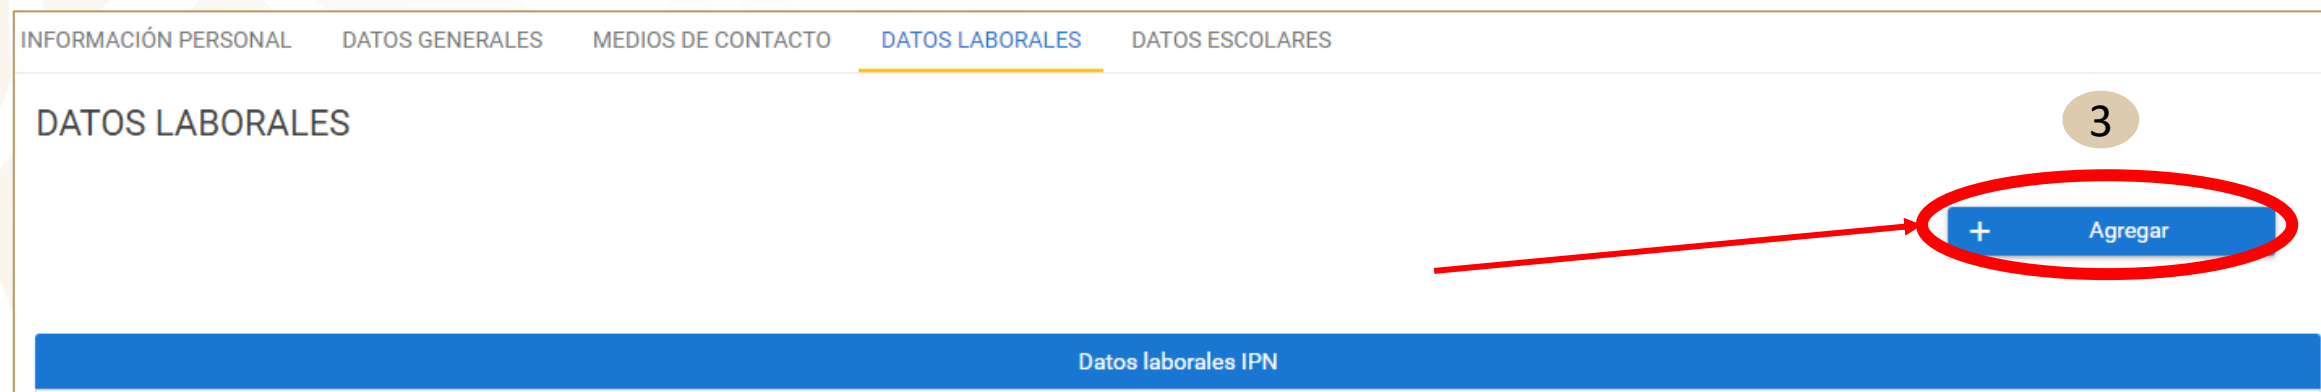 INFORMACIÓN PERSONAL DATOS GENERALES MEDIOS DE CONTACTO DATOS LABORALES DATOS ESCOLARES
DATOS LABORALES
3
+ Agregar
Datos laborales IPN